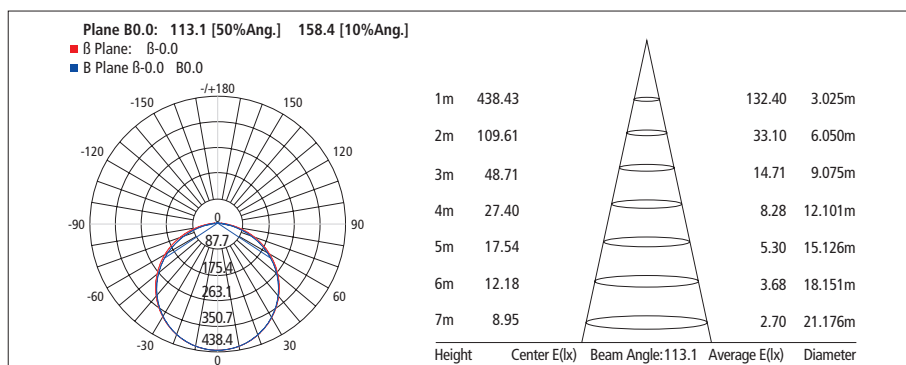 Plane B0.0: 113.1 [50%Ang.] 158.4 [10%Ang.]
ß Plane: ß-0.0
B Plane ß-0.0 B0.0
-/+180
-150 150
-120 120
-90 90
-60 60
-30 30
0
0
87.7
175.4
263.1
350.7
438.4
1m 438.43 132.40 3.025m
2m 109.61 33.10 6.050m
3m 48.71 14.71 9.075m
4m 27.40 8.28 12.101m
5m 17.54 5.30 15.126m
6m 12.18 3.68 18.151m
7m 8.95 2.70 21.176m
Height Center E(lx) Beam Angle:113.1 Average E(lx) Diameter